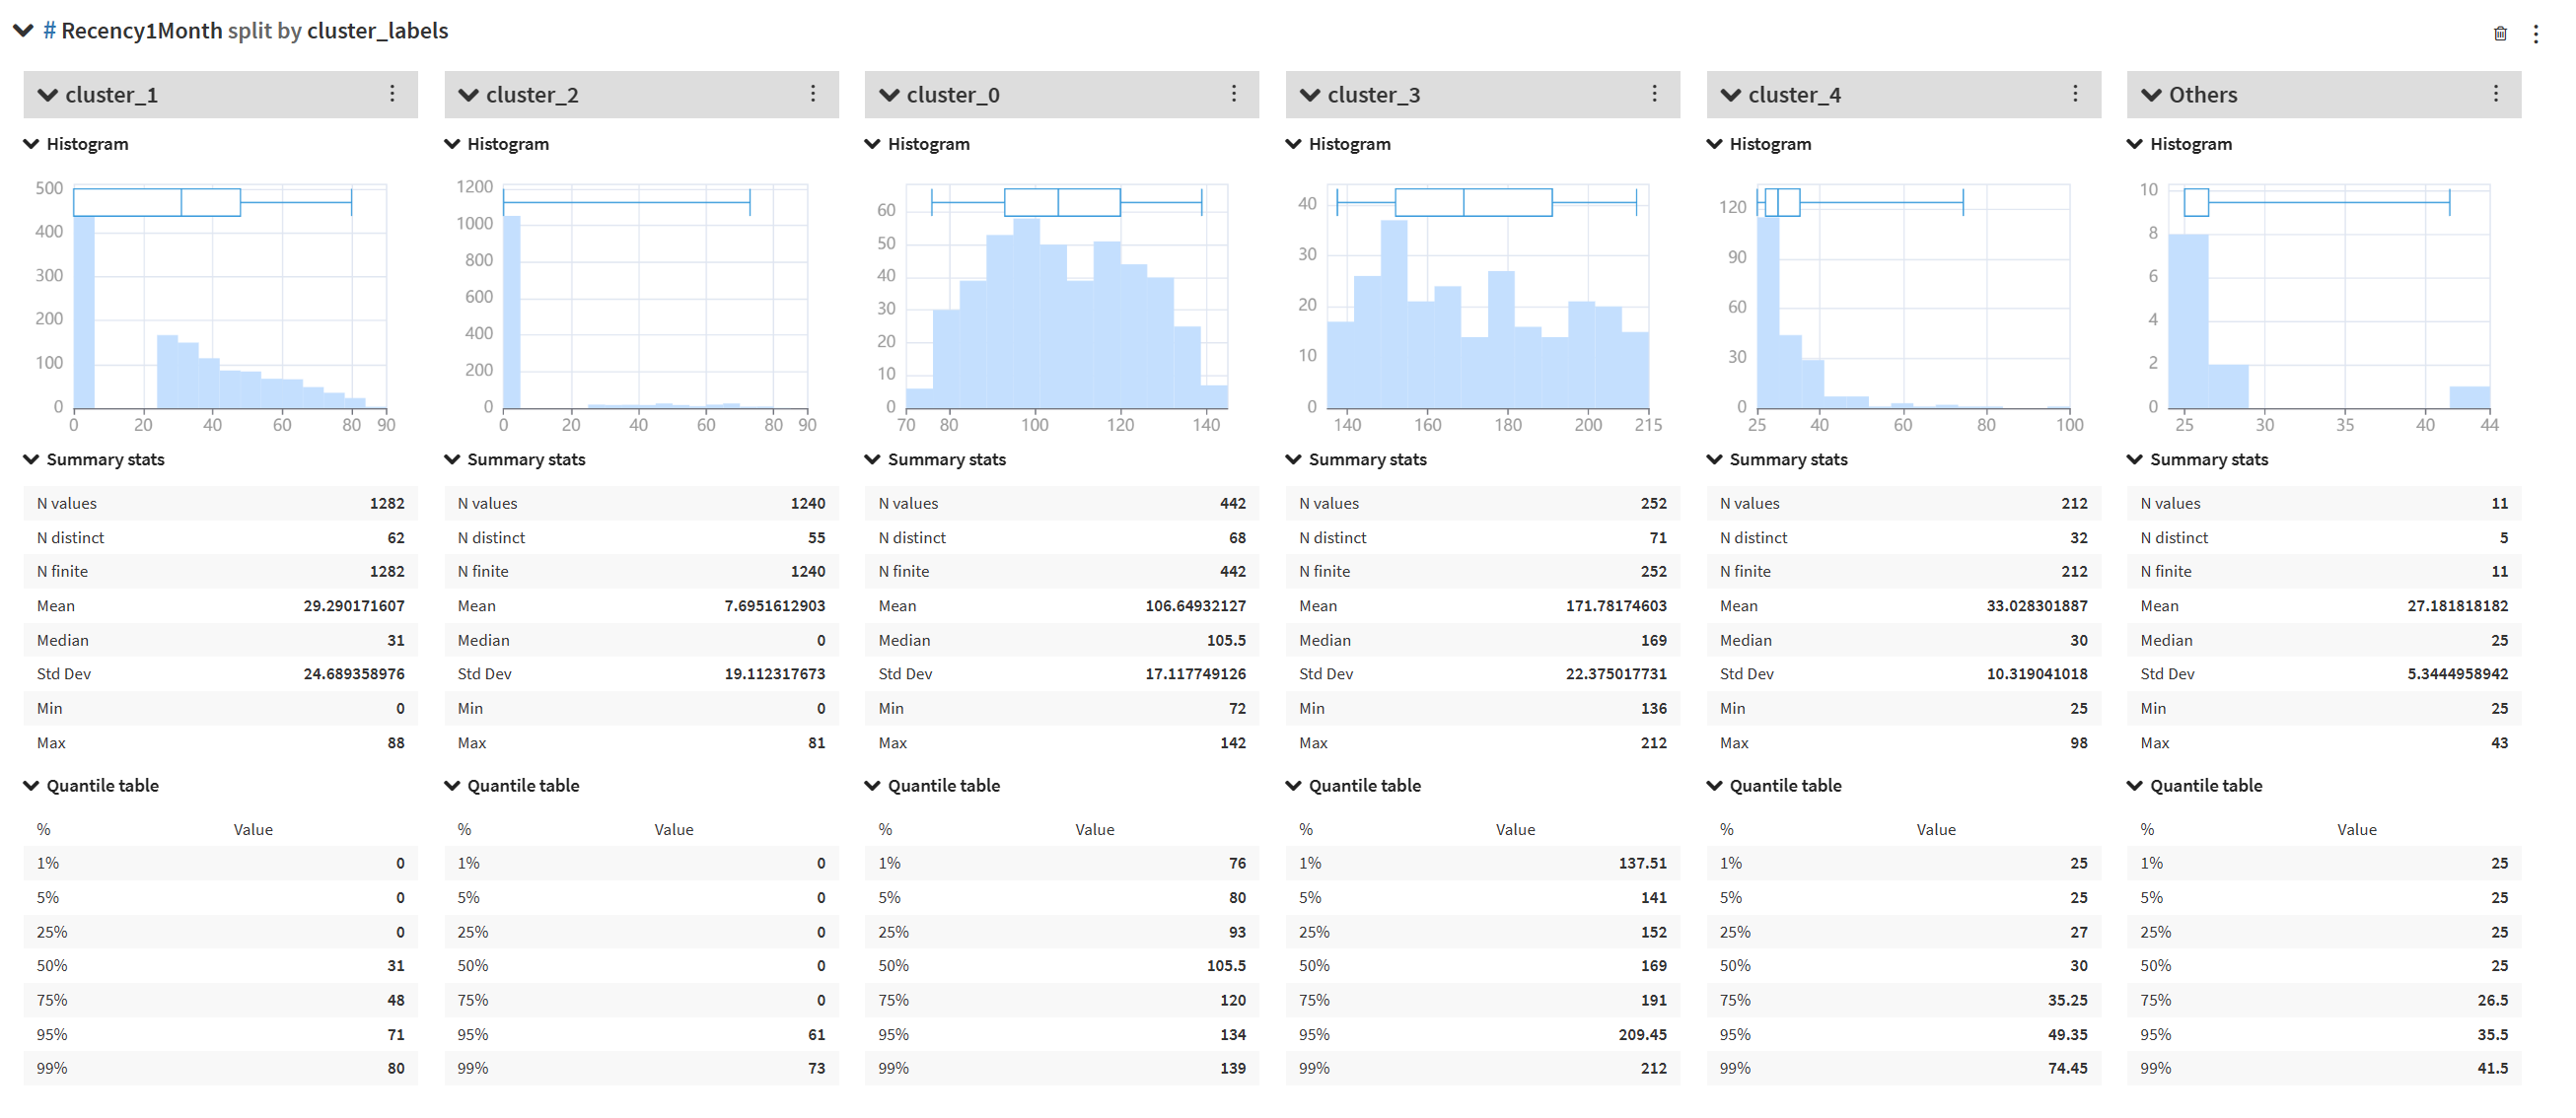 # Recency1Month split by cluster_labels
cluster_1
Histogram
500
400
300
200
100
0
0 20 40 60 80 90
Summary stats
N values 1282
N distinct 62
N finite 1282
Mean 29.290171607
Median 31
Std Dev 24.689358976
Min 0
Max 88
Quantile table
% Value
1% 0
5% 0
25% 0
50% 31
75% 48
95% 71
99% 80
cluster_2
Histogram
1200
1000
800
600
400
200
0
0 20 40 60 80 90
Summary stats
N values 1240
N distinct 55
N finite 1240
Mean 7.6951612903
Median 0
Std Dev 19.112317673
Min 0
Max 81
Quantile table
% Value
1% 0
5% 0
25% 0
50% 0
75% 0
95% 61
99% 73
cluster_0
Histogram
60
50
40
30
20
10
0
70 80 100 120 140
Summary stats
N values 442
N distinct 68
N finite 442
Mean 106.64932127
Median 105.5
Std Dev 17.117749126
Min 72
Max 142
Quantile table
% Value
1% 76
5% 80
25% 93
50% 105.5
75% 120
95% 134
99% 139
cluster_3
Histogram
40
30
20
10
0
140 160 180 200 215
Summary stats
N values 252
N distinct 71
N finite 252
Mean 171.78174603
Median 169
Std Dev 22.375017731
Min 136
Max 212
Quantile table
% Value
1% 137.51
5% 141
25% 152
50% 169
75% 191
95% 209.45
99% 212
cluster_4
Histogram
120
90
60
30
0
25 40 60 80 100
Summary stats
N values 212
N distinct 32
N finite 212
Mean 33.028301887
Median 30
Std Dev 10.319041018
Min 25
Max 98
Quantile table
% Value
1% 25
5% 25
25% 27
50% 30
75% 35.25
95% 49.35
99% 74.45
Others
Histogram
10
8
6
4
2
0
25 30 35 40 44
Summary stats
N values 11
N distinct 5
N finite 11
Mean 27.181818182
Median 25
Std Dev 5.3444958942
Min 25
Max 43
Quantile table
% Value
1% 25
5% 25
25% 25
50% 25
75% 26.5
95% 35.5
99% 41.5